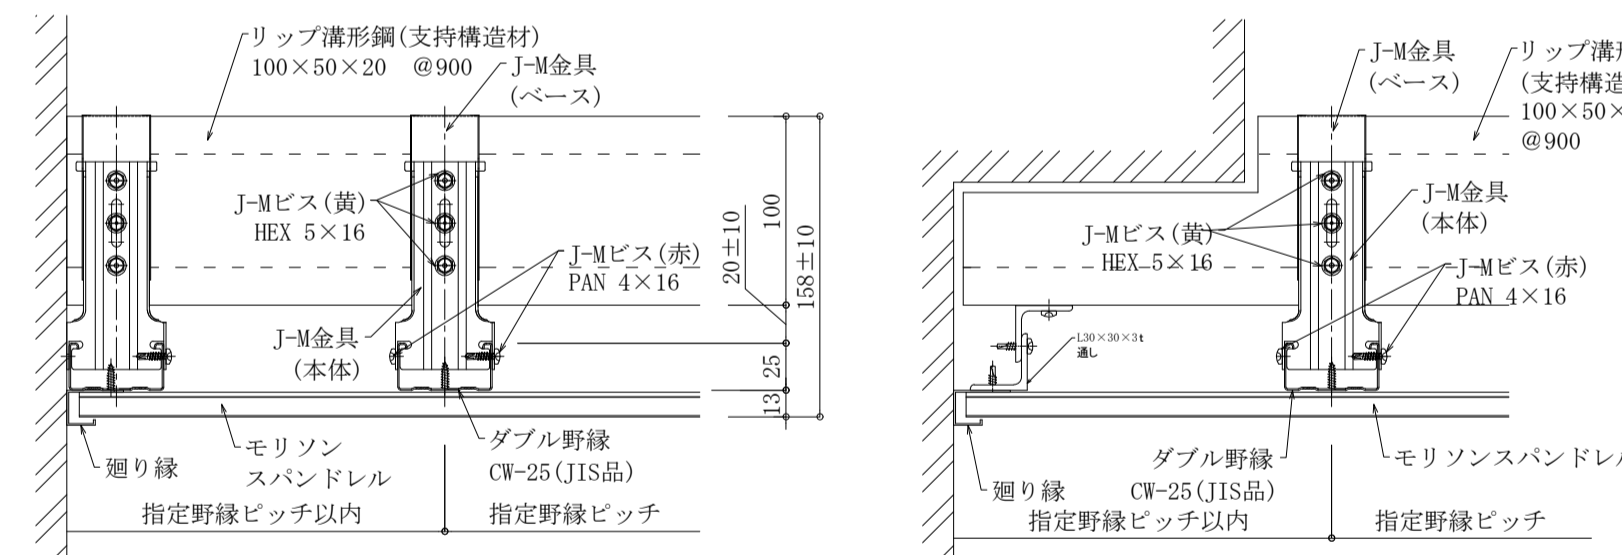 リップ溝形鋼(支持構造材)
100×50×20 @900
J-M金具
(ベース)
J-Mビス(黄)
HEX 5×16
J-Mビス(赤)
PAN 4×16
J-M金具
(本体)
20±10
100
158±10
25
13
廻り縁
モリソン
スパンドレル
ダブル野縁
CW-25(JIS品)
指定野縁ピッチ以内
指定野縁ピッチ
J-M金具
(ベース)
リップ溝形
(支持構造
100×50×
@900
J-M金具
(本体)
J-Mビス(黄)
HEX 5×16
J-Mビス(赤)
PAN 4×16
L30×30×3t
通し
ダブル野縁
CW-25(JIS品)
モリソンスパンドレル
廻り縁
指定野縁ピッチ以内
指定野縁ピッチ